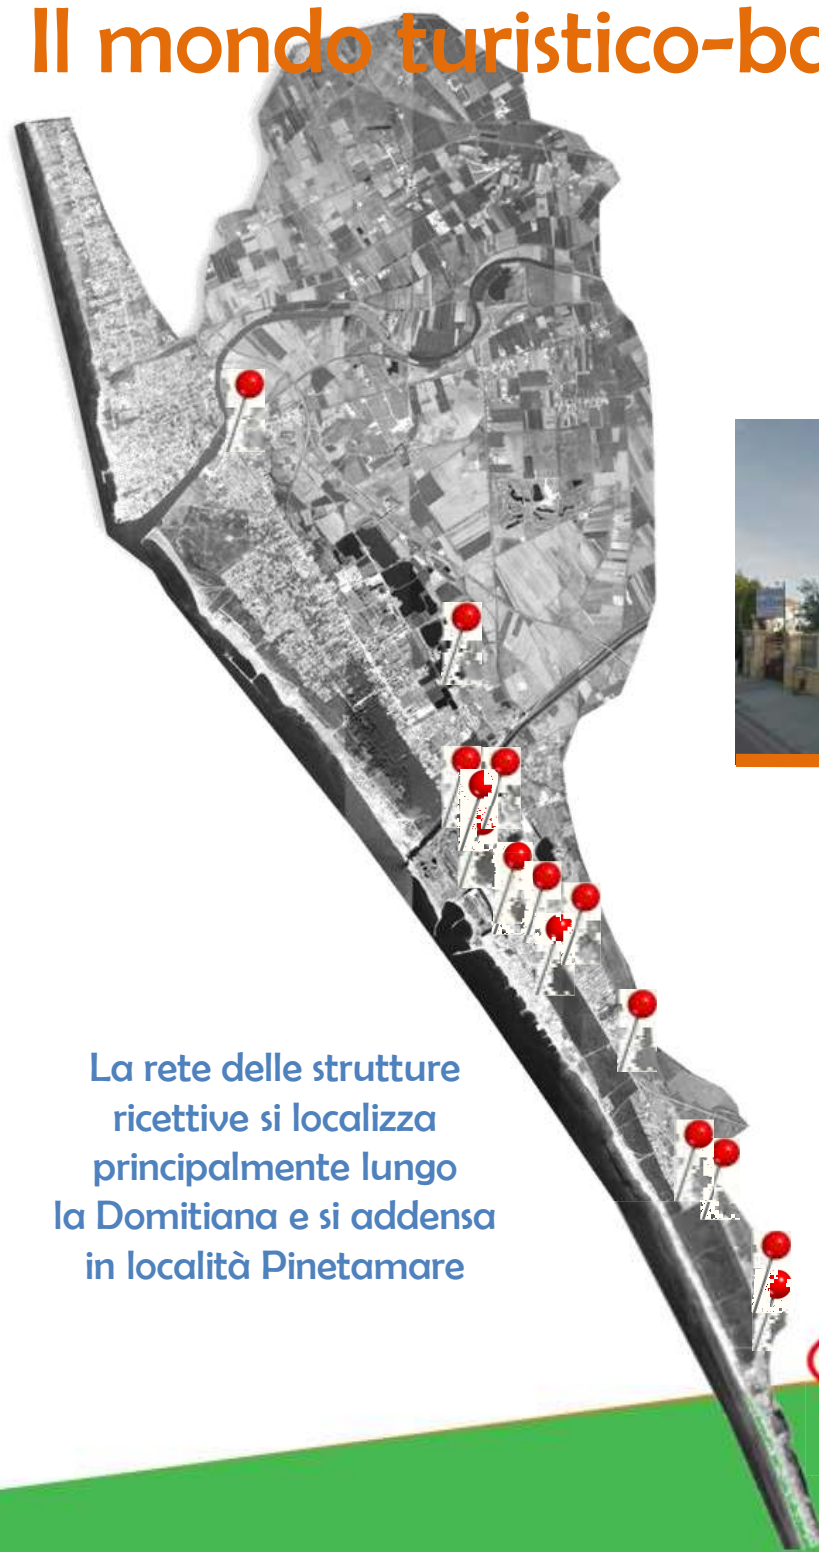 Il mondo turistico-ba
La rete delle strutture
ricettive si localizza
principalmente lungo
la Domitiana e si addensa
in località Pinetamare